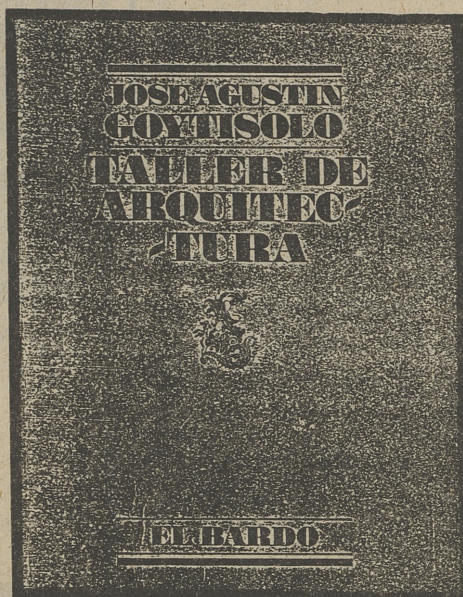 JOSE AGUSTIN
GOYTISOLO
TALLER DE
ARQUITEC-
-TURA
EL BARDO